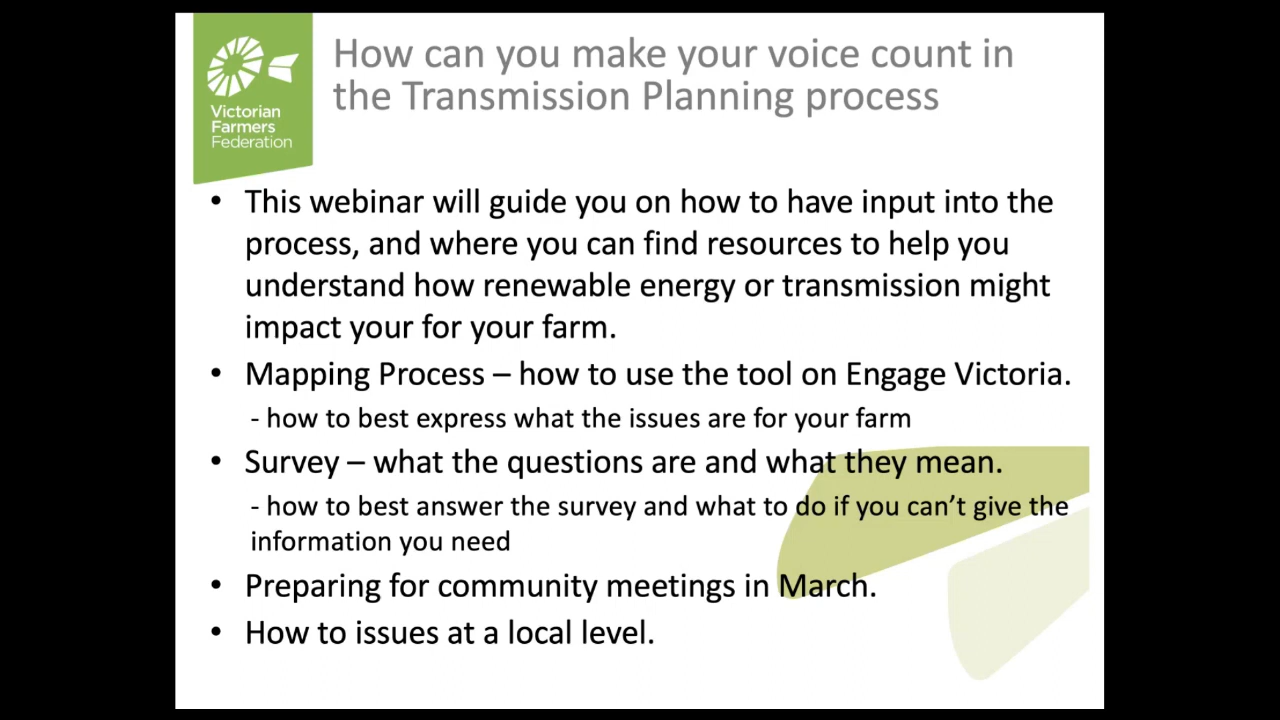 Victorian
Farmers
Federation
How can you make your voice count in
the Transmission Planning process
• This webinar will guide you on how to have input into the
process, and where you can find resources to help you
understand how renewable energy or transmission might
impact your for your farm.
• Mapping Process – how to use the tool on Engage Victoria.
- how to best express what the issues are for your farm
• Survey – what the questions are and what they mean.
- how to best answer the survey and what to do if you can’t give the
information you need
• Preparing for community meetings in March.
• How to issues at a local level.